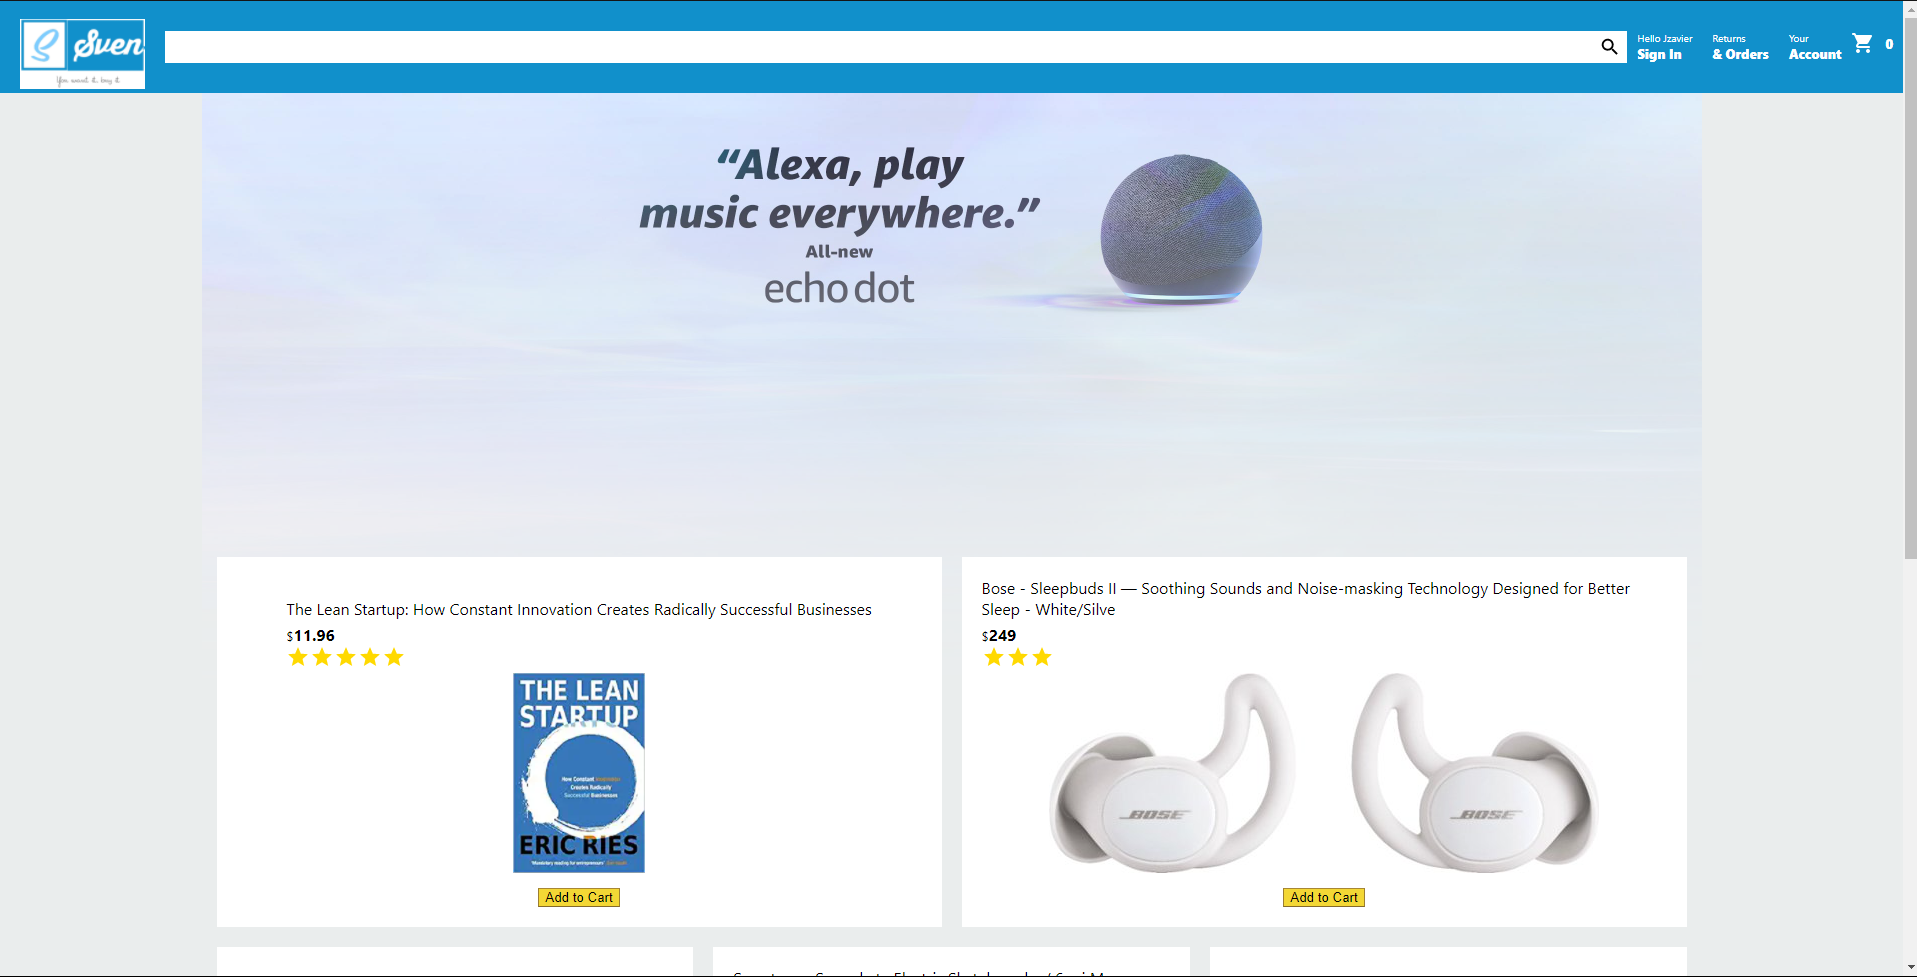 S Sven
You want it, buy it
Hello Jzavier
Sign In
Returns
& Orders
Your
Account
0
“Alexa, play
music everywhere.”
All-new
echo dot
The Lean Startup: How Constant Innovation Creates Radically Successful Businesses
$11.96
THE LEAN
STARTUP
How Constant Innovation
Creates Radically
Successful Businesses
ERIC RIES
Add to Cart
Bose - Sleepbuds II — Soothing Sounds and Noise-masking Technology Designed for Better
Sleep - White/Silve
$249
BOSE
BOSE
Add to Cart